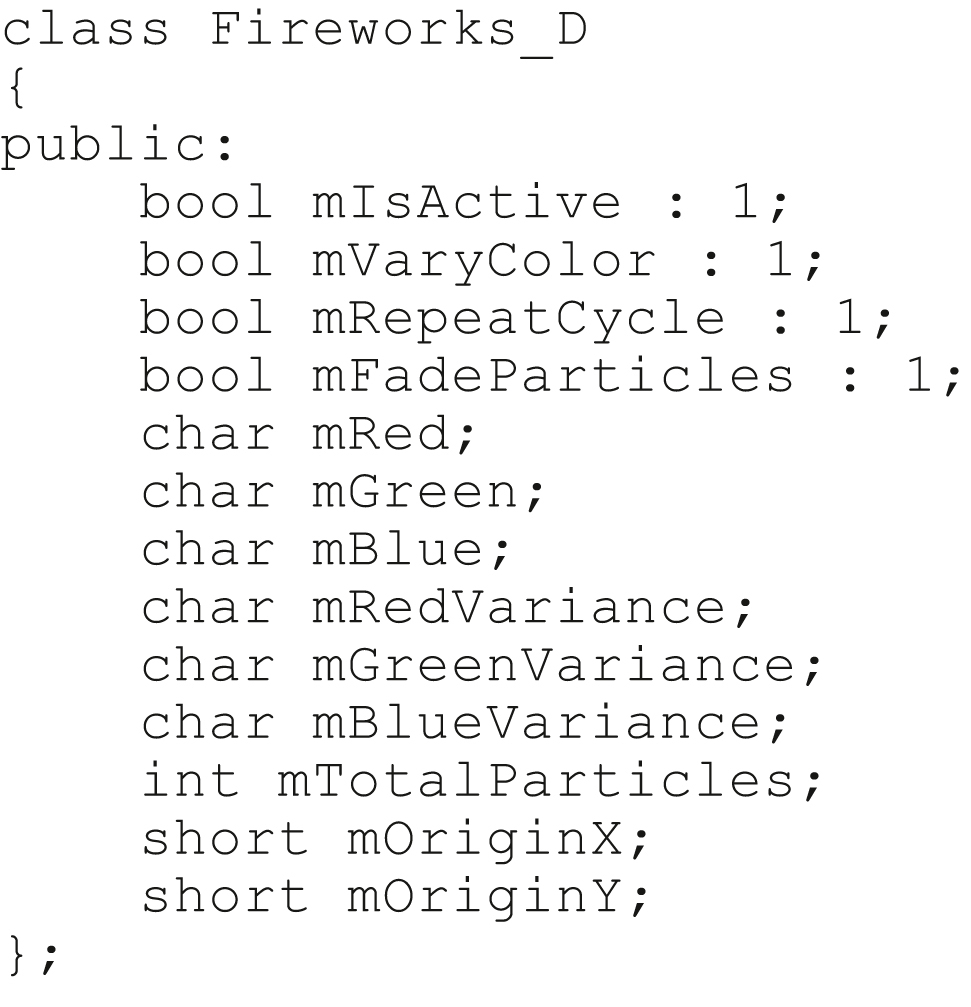 class Fireworks_D
{
public:
    bool mIsActive : 1;
    bool mVaryColor : 1;
    bool mRepeatCycle : 1;
    bool mFadeParticles : 1;
    char mRed;
    char mGreen;
    char mBlue;
    char mRedVariance;
    char mGreenVariance;
    char mBlueVariance;
    int mTotalParticles;
    short mOriginX;
    short mOriginY;
};